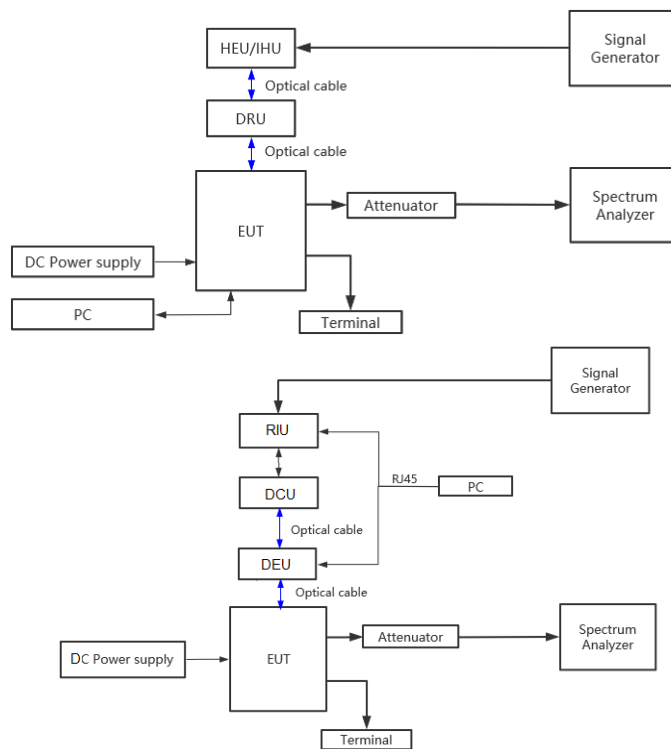 HEU/IHU
Signal
Generator
Optical cable
DRU
Optical cable
EUT
Attenuator
Spectrum
Analyzer
DC Power supply
PC
Terminal
Signal
Generator
RIU
RJ45
PC
DCU
Optical cable
DEU
Optical cable
EUT
Attenuator
Spectrum
Analyzer
DC Power supply
Terminal